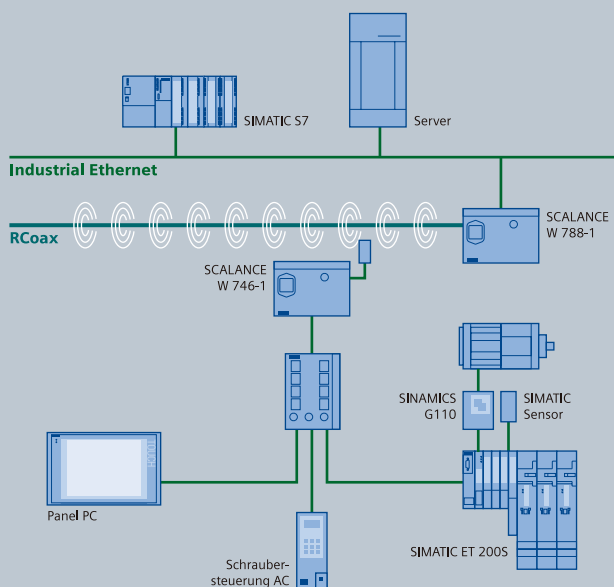 SIMATIC S7
Server
Industrial Ethernet
RCoax
SCALANCE
W 788-1
SCALANCE
W 746-1
SINAMICS
G110
SIMATIC
Sensor
Panel PC
SIMATIC ET 200S
Schrauber-
steuerung AC